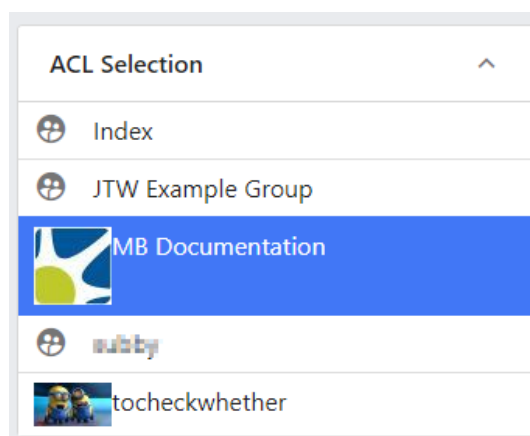 ACL Selection
Index
JTW Example Group
MB Documentation
tocheckwhether